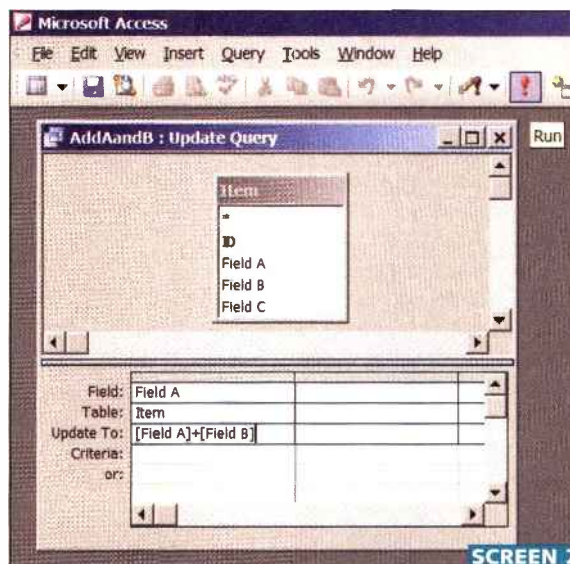 Microsoft Access
File Edit View Insert Query Tools Window Help
AddAandB : Update Query
Run
Item
*
ID
Field A
Field B
Field C
Field: Field A
Table: Item
Update To: [Field A]+[Field B]
Criteria:
or:
SCREEN